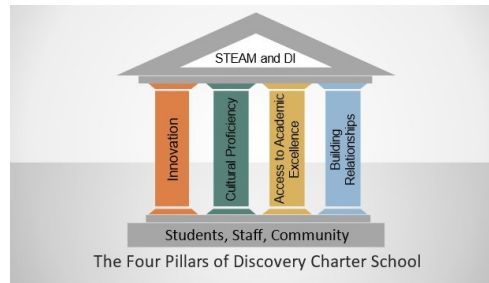 STEAM and DI
Innovation
Cultural Proficiency
Access to Academic
Excellence
Building
Relationships
Students, Staff, Community
The Four Pillars of Discovery Charter School